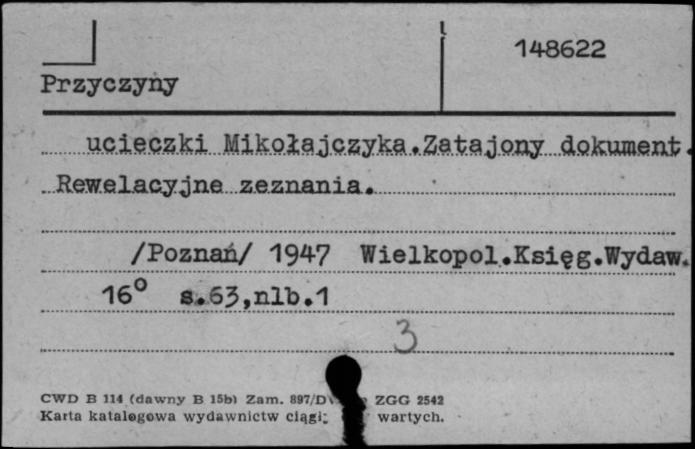 148622
Przyczyny
ucieczki Mikołajczyka.Zatajony dokument.
Rewelacyjne zeznania.
/Poznań/ 1947 Wielkopol.Księg.Wydaw.
16° s.63,nlb.1
3
CWD B 114 (dawny B 15b) Zam. 897/D ZGG 2542
Karta katalogowa wydawnictw ciągł wartych.